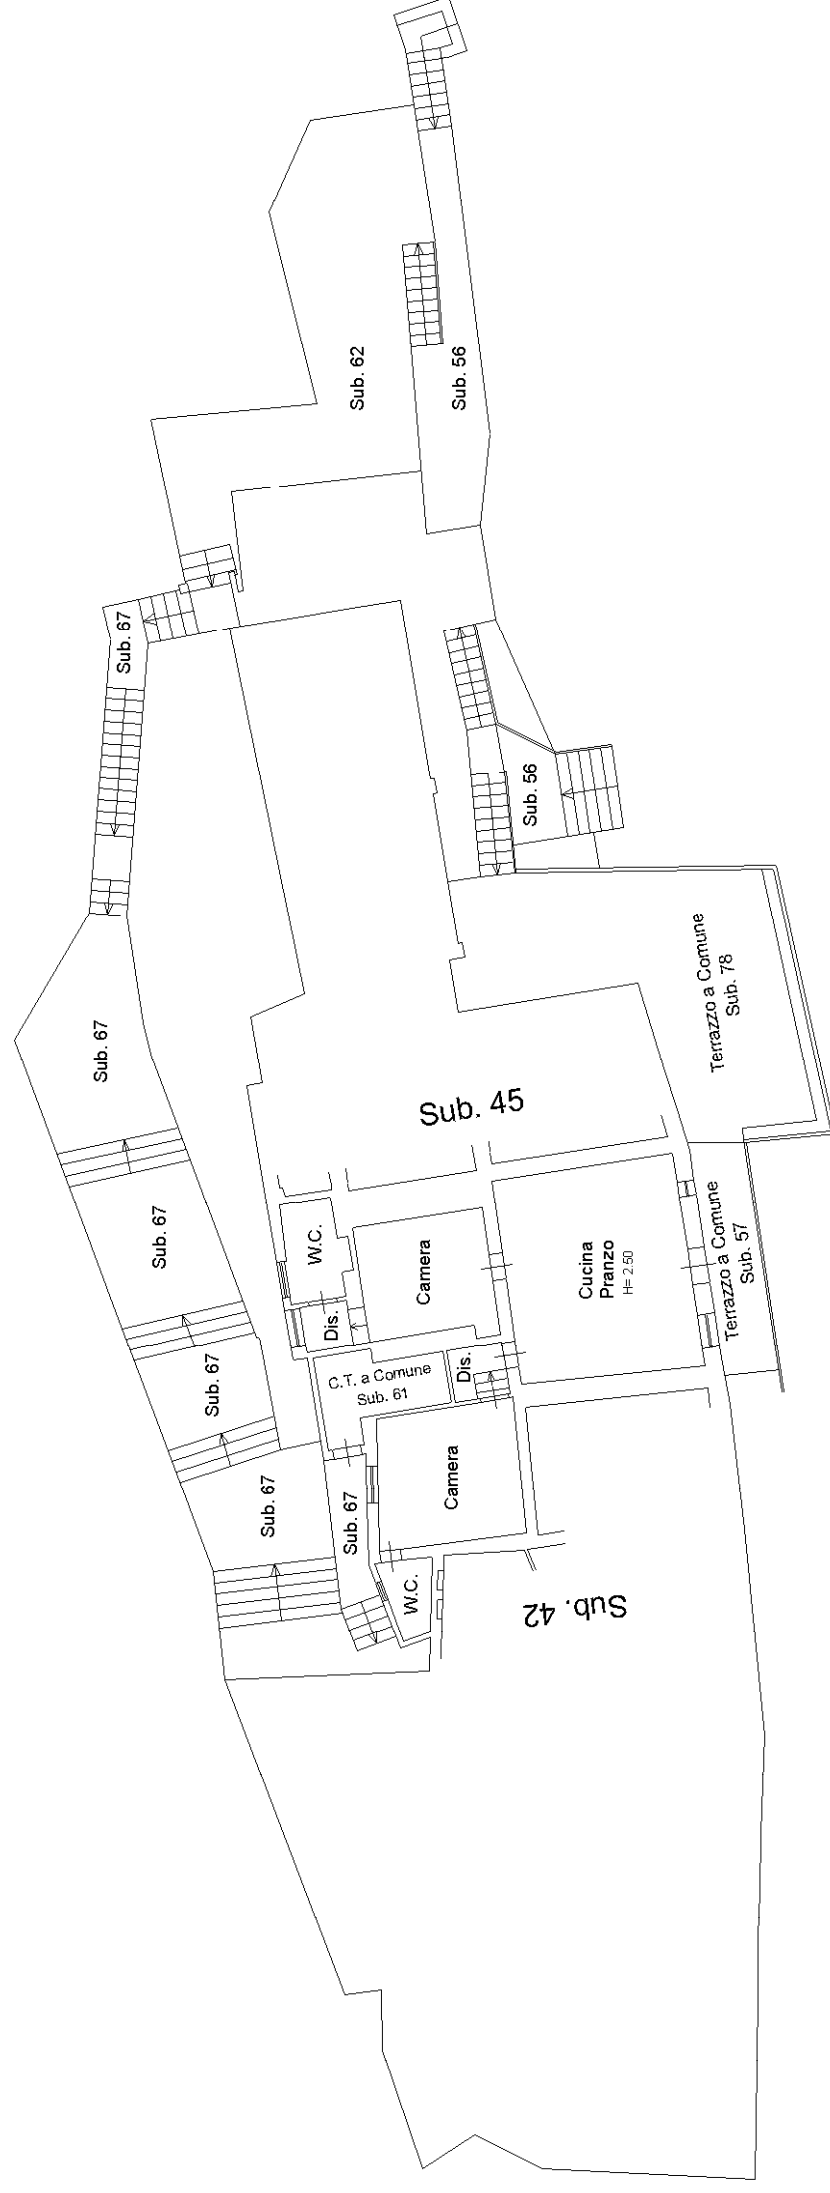 Sub. 62
Sub. 56
Sub. 67
Sub. 56
Terrazzo a Comune
Sub. 78
Sub. 67
Sub. 45
Sub. 67
W.C.
Camera
Cucina
Pranzo
H= 2.50
Terrazzo a Comune
Sub. 57
Dis.
Sub. 67
C.T. a Comune
Sub. 61
Dis.
Sub. 67
Camera
Sub. 67
W.C.
Sub. 42